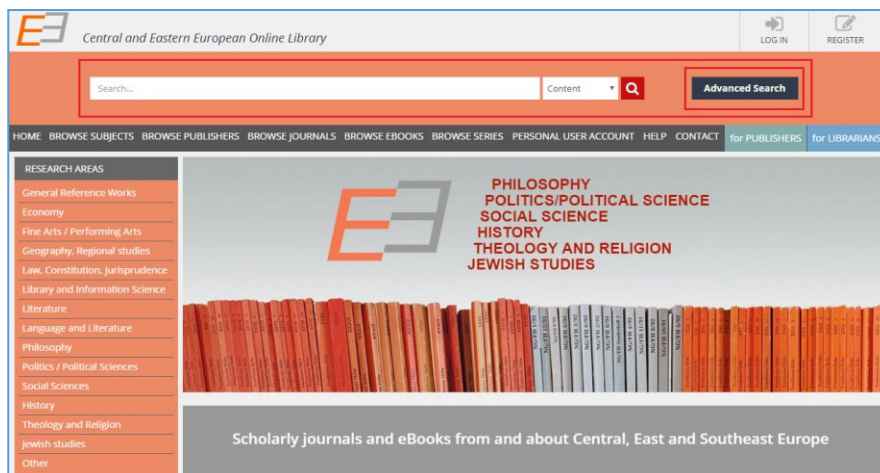 Central and Eastern European Online Library
LOG IN
REGISTER
Search...
Content
Advanced Search
HOME BROWSE SUBJECTS BROWSE PUBLISHERS BROWSE JOURNALS BROWSE EBOOKS BROWSE SERIES PERSONAL USER ACCOUNT HELP CONTACT for PUBLISHERS for LIBRARIANS
RESEARCH AREAS
General Reference Works
Economy
Fine Arts / Performing Arts
Geography, Regional studies
Law, Constitution, Jurisprudence
Library and Information Science
Literature
Language and Literature
Philosophy
Politics / Political Sciences
Social Sciences
History
Theology and Religion
Jewish studies
Other
PHILOSOPHY
POLITICS/POLITICAL SCIENCE
SOCIAL SCIENCE
HISTORY
THEOLOGY AND RELIGION
JEWISH STUDIES
Scholarly journals and eBooks from and about Central, East and Southeast Europe